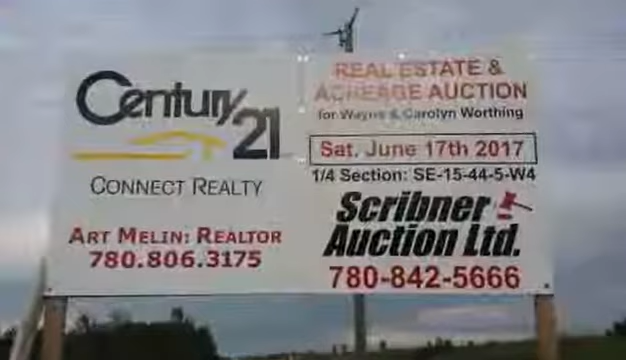 Century 21
CONNECT REALTY
ART MELIN: REALTOR
780.806.3175
REAL ESTATE &
ACREAGE AUCTION
for Wayne & Carolyn Worthing
Sat. June 17th 2017
1/4 Section: SE-15-44-5-W4
Scribner
Auction Ltd.
780-842-5666